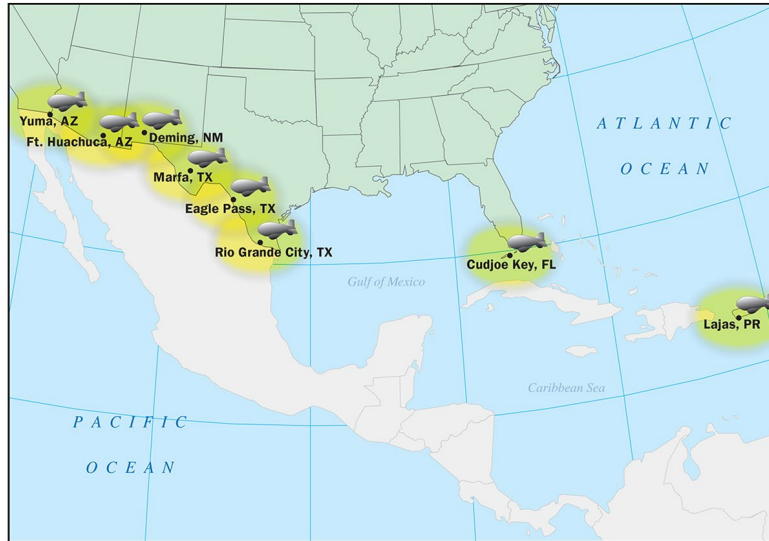 ATLANTIC
OCEAN
Yuma, AZ
Ft. Huachuca, AZ
Deming, NM
Marfa, TX
Eagle Pass, TX
Rio Grande City, TX
Cudjoe Key, FL
Gulf of Mexico
Lajas, PR
Caribbean Sea
PACIFIC
OCEAN